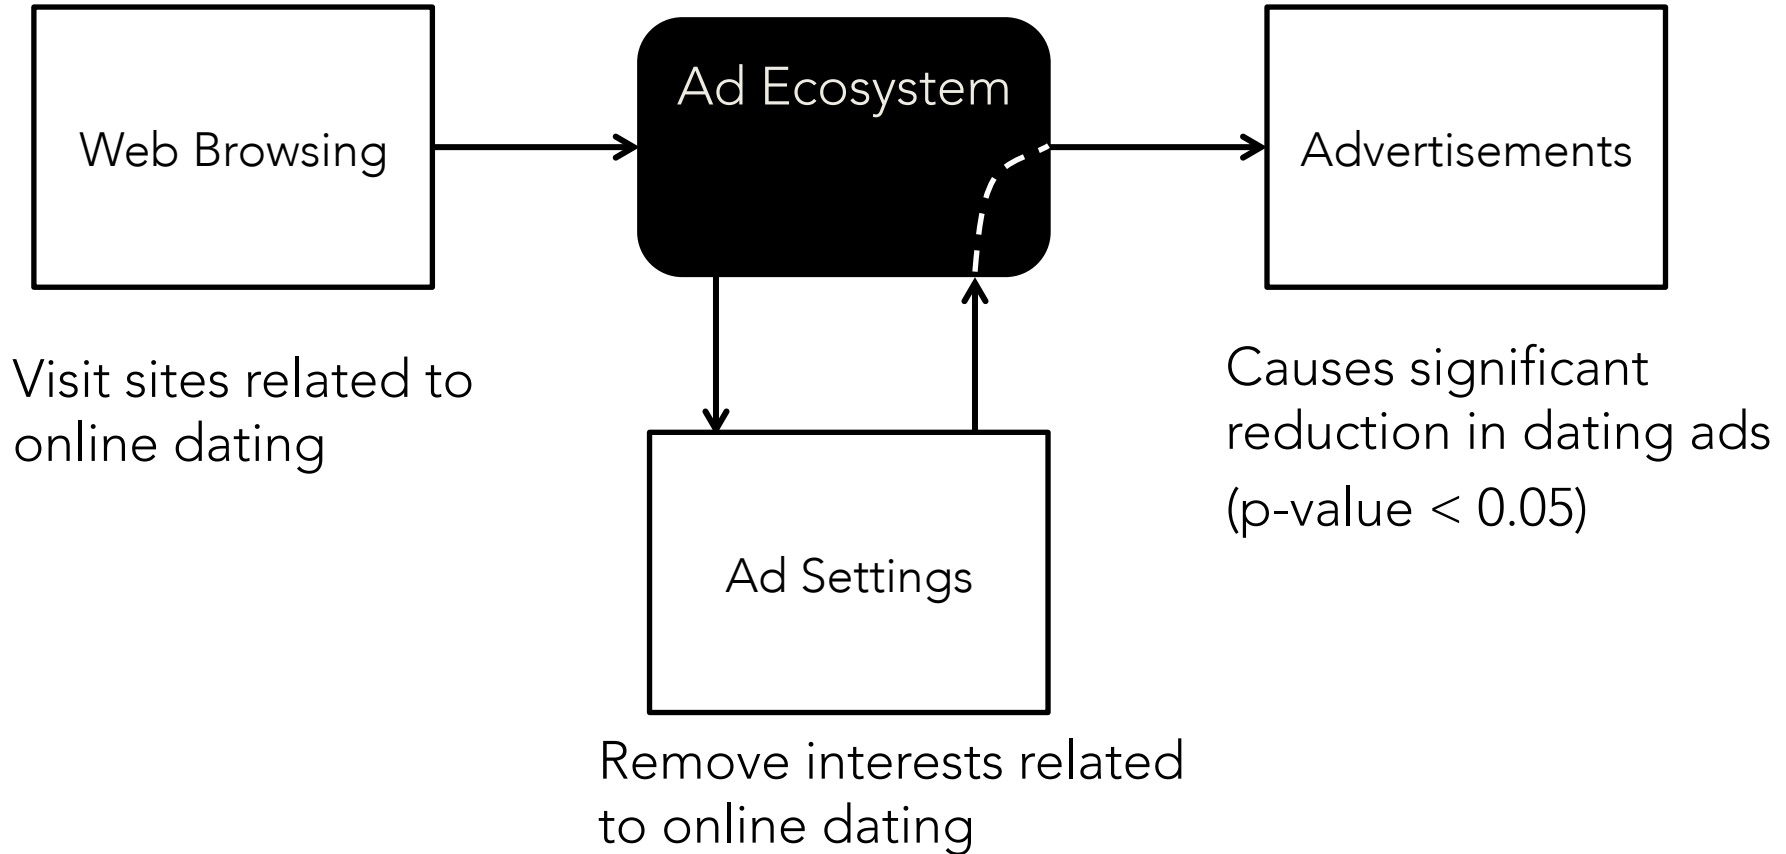 Ad Ecosystem
Web Browsing
Advertisements
Visit sites related to
online dating
Causes significant
reduction in dating ads
(p-value < 0.05)
Ad Settings
Remove interests related
to online dating